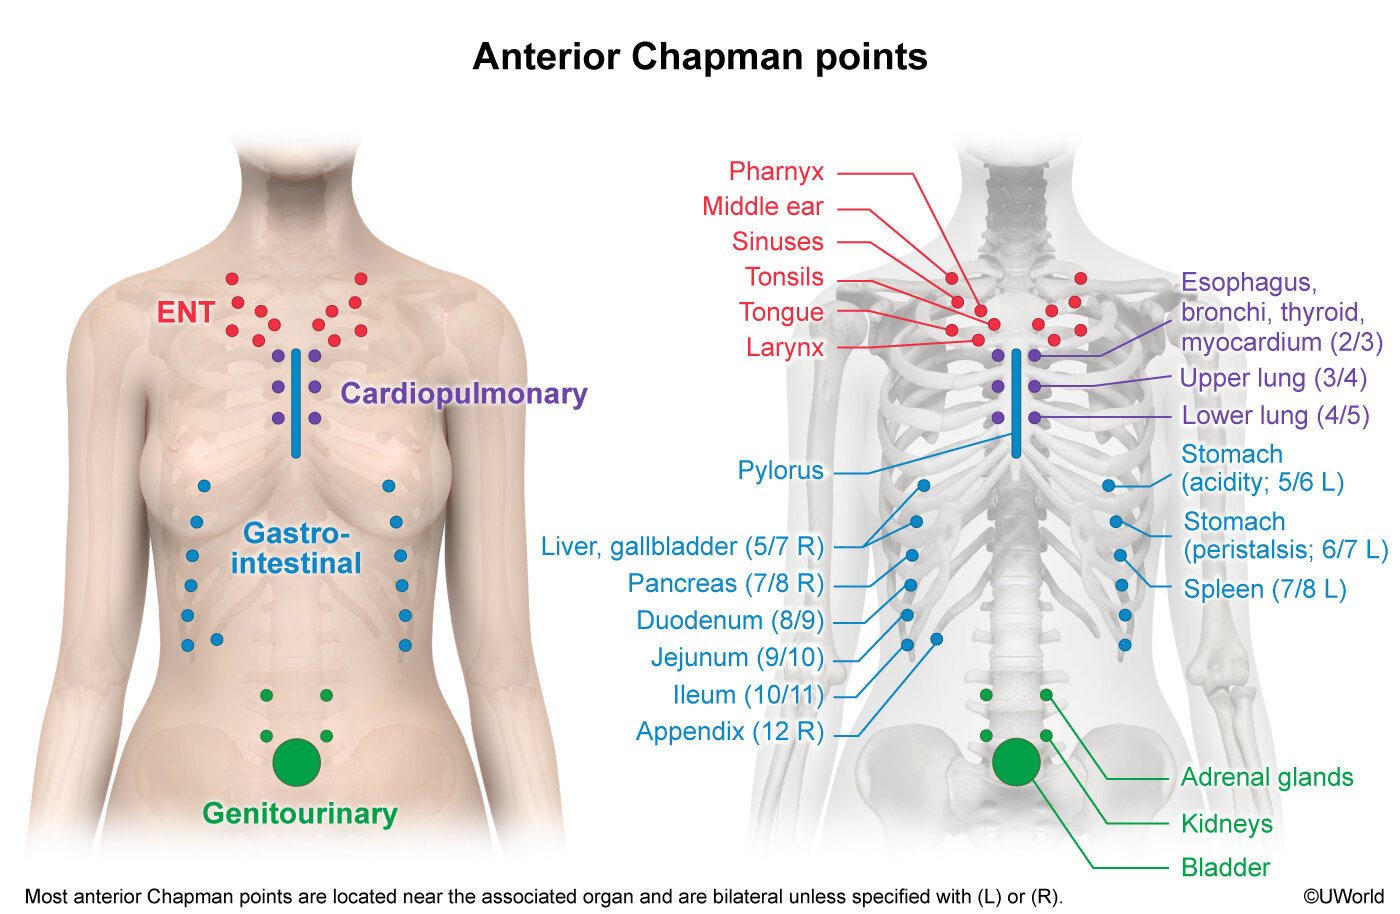 Anterior Chapman points
ENT
Cardiopulmonary
Gastro-
intestinal
Genitourinary
Pharnyx
Middle ear
Sinuses
Tonsils
Tongue
Larynx
Pylorus
Liver, gallbladder (5/7 R)
Pancreas (7/8 R)
Duodenum (8/9)
Jejunum (9/10)
Ileum (10/11)
Appendix (12 R)
Esophagus,
bronchi, thyroid,
myocardium (2/3)
Upper lung (3/4)
Lower lung (4/5)
Stomach
(acidity; 5/6 L)
Stomach
(peristalsis; 6/7 L)
Spleen (7/8 L)
Adrenal glands
Kidneys
Bladder
Most anterior Chapman points are located near the associated organ and are bilateral unless specified with (L) or (R).
©UWorld